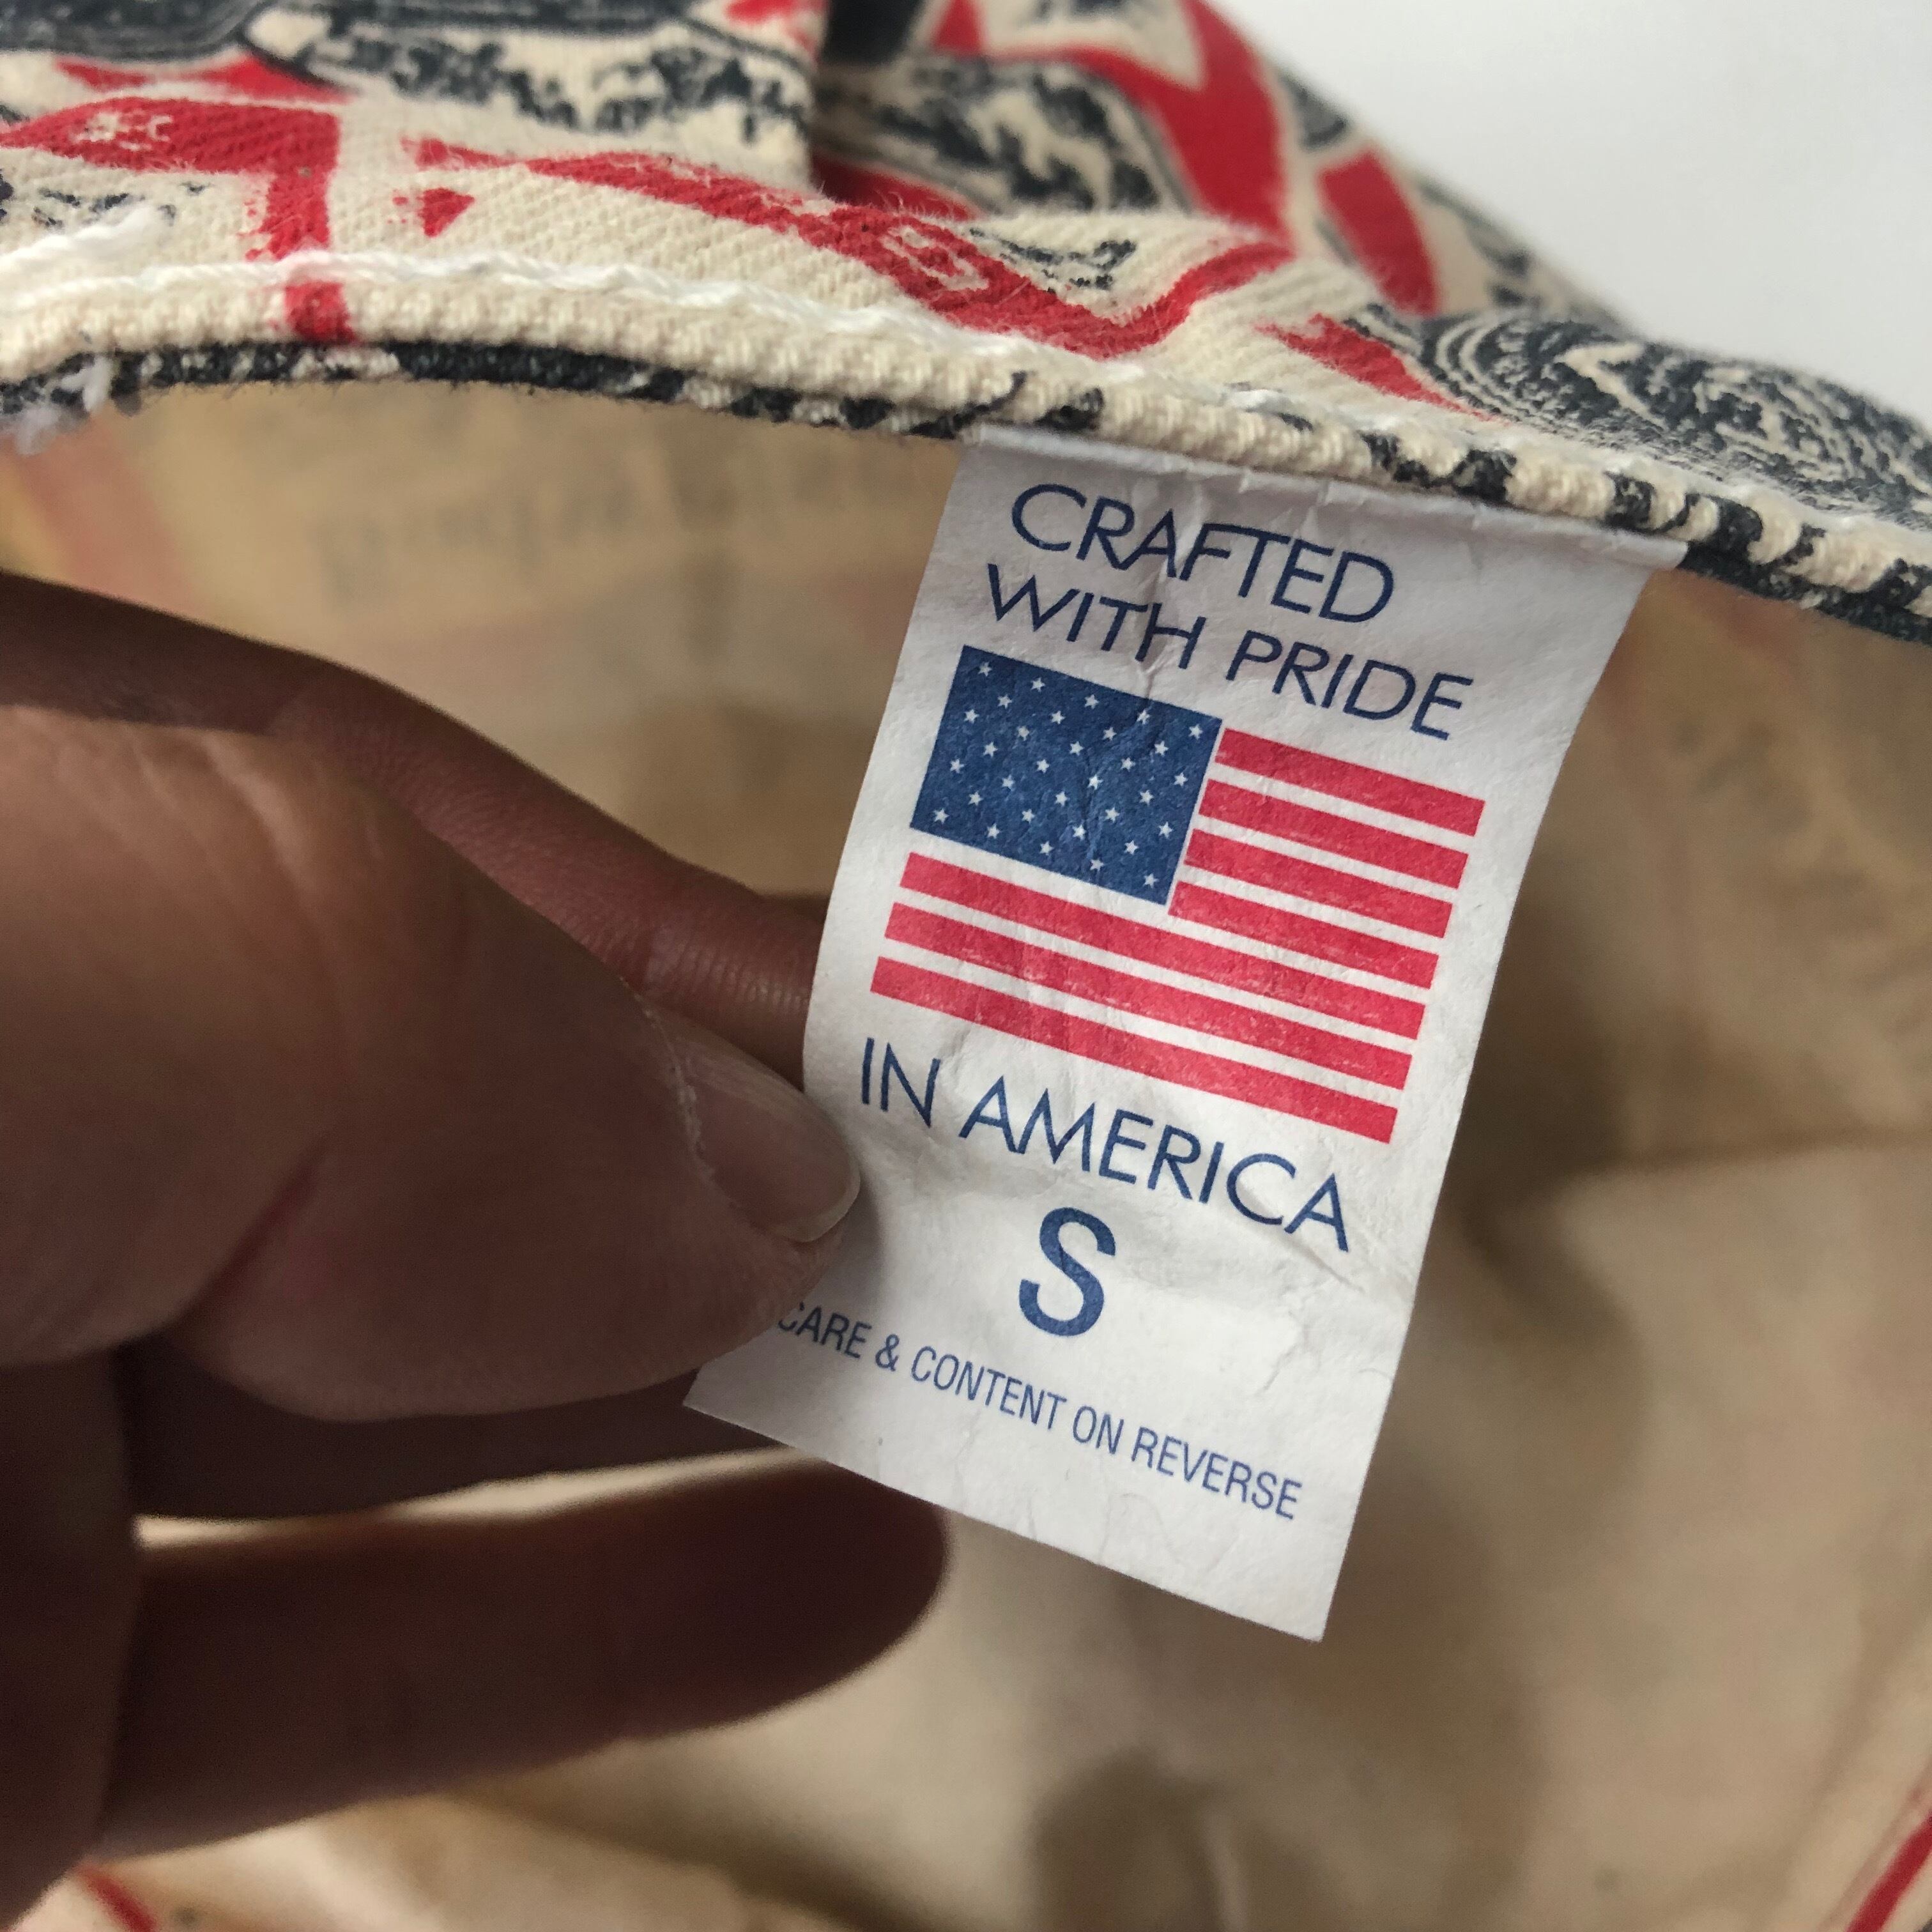 CRAFTED
WITH PRIDE
IN AMERICA
S
CARE & CONTENT ON REVERSE